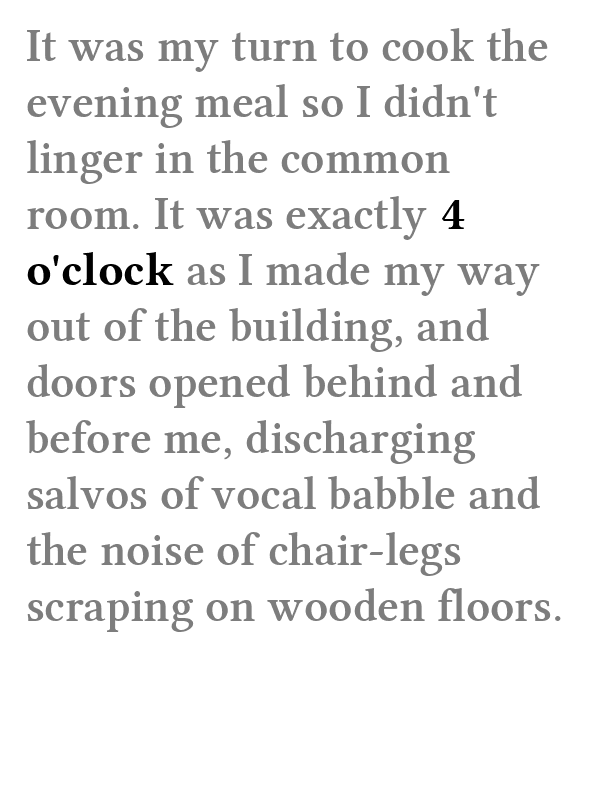 It was my turn to cook the
evening meal so I didn't
linger in the common
room. It was exactly 4
o'clock as I made my way
out of the building, and
doors opened behind and
before me, discharging
salvos of vocal babble and
the noise of chair-legs
scraping on wooden floors.